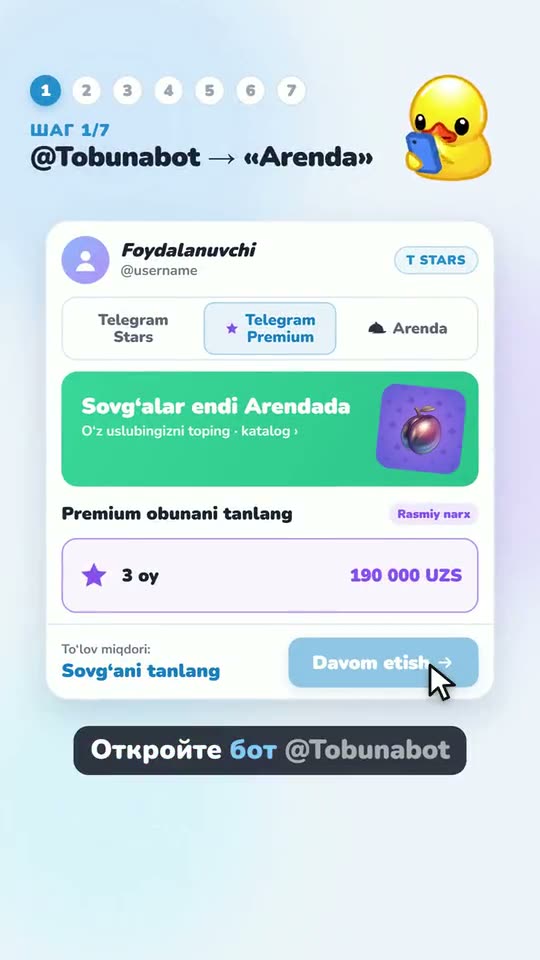 1 2 3 4 5 6 7
ШАГ 1/7
@Tobunabot → «Arenda»
Foydalanuvchi
@username
T STARS
Telegram
Stars
Telegram
Premium
Arenda
Sovg‘alar endi Arendada
O‘z uslubingizni toping · katalog ›
Premium obunani tanlang
Rasmiy narx
3 oy
190 000 UZS
To‘lov miqdori:
Sovg‘ani tanlang
Davom etish →
Откройте бот @Tobunabot